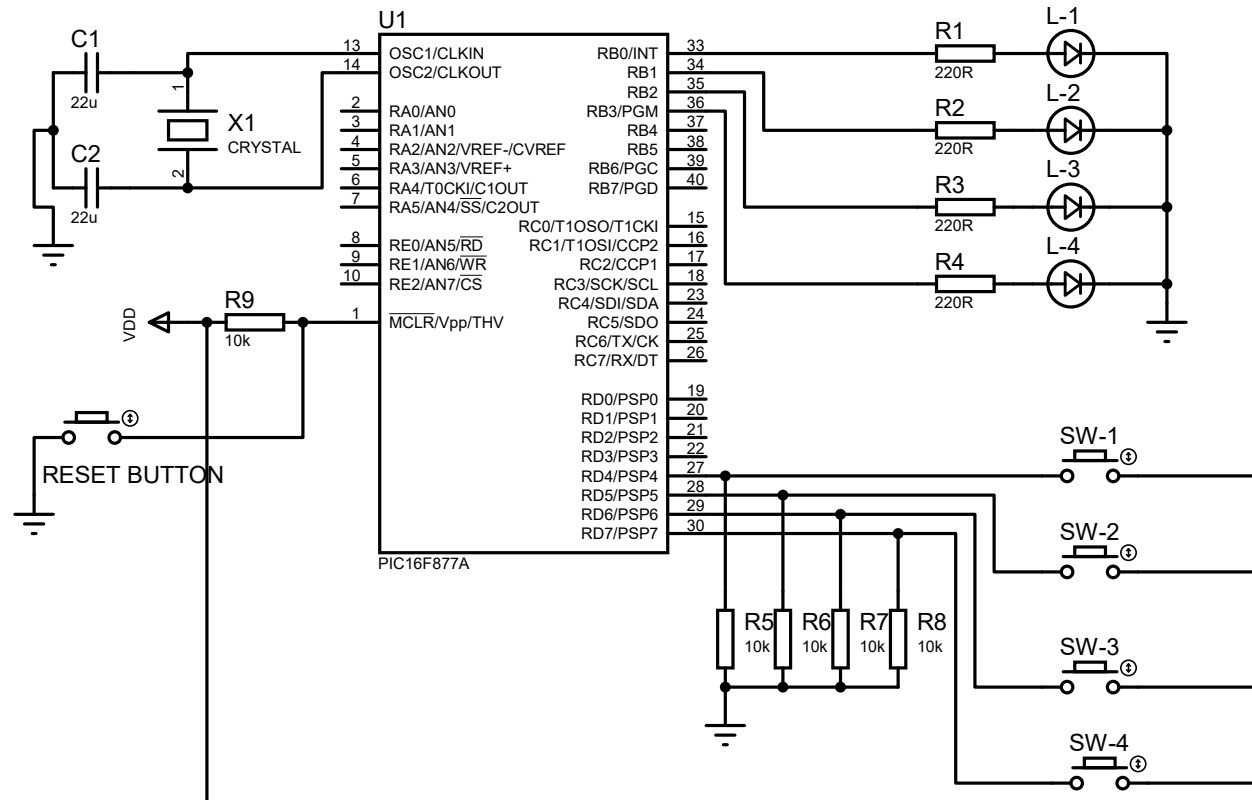 U1
C1
22u
C2
22u
1
2
X1
CRYSTAL
13 OSC1/CLKIN
14 OSC2/CLKOUT
2 RA0/AN0
3 RA1/AN1
4 RA2/AN2/VREF-/CVREF
5 RA3/AN3/VREF+
6 RA4/T0CKI/C1OUT
7 RA5/AN4/SS/C2OUT
8 RE0/AN5/RD
9 RE1/AN6/WR
10 RE2/AN7/CS
1 MCLR/Vpp/THV
RB0/INT 33
RB1 34
RB2 35
RB3/PGM 36
RB4 37
RB5 38
RB6/PGC 39
RB7/PGD 40
RC0/T1OSO/T1CKI 15
RC1/T1OSI/CCP2 16
RC2/CCP1 17
RC3/SCK/SCL 18
RC4/SDI/SDA 23
RC5/SDO 24
RC6/TX/CK 25
RC7/RX/DT 26
RD0/PSP0 19
RD1/PSP1 20
RD2/PSP2 21
RD3/PSP3 22
RD4/PSP4 27
RD5/PSP5 28
RD6/PSP6 29
RD7/PSP7 30
PIC16F877A
VDD
R9
10k
RESET BUTTON
R1
220R
L-1
R2
220R
L-2
R3
220R
L-3
R4
220R
L-4
R5
10k
R6
10k
R7
10k
R8
10k
SW-1
SW-2
SW-3
SW-4